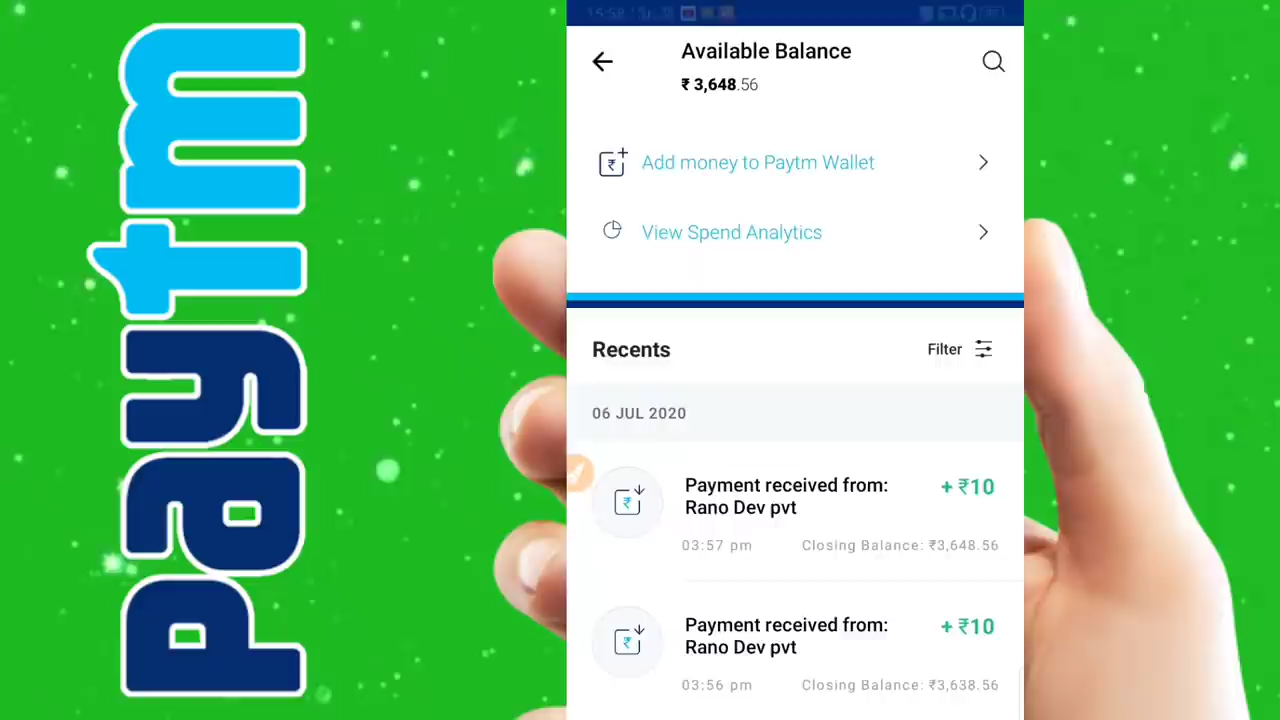 paytm
15:58
Available Balance
₹ 3,648.56
Add money to Paytm Wallet
View Spend Analytics
Recents
Filter
06 JUL 2020
Payment received from:
Rano Dev pvt
+ ₹10
03:57 pm
Closing Balance: ₹3,648.56
Payment received from:
Rano Dev pvt
+ ₹10
03:56 pm
Closing Balance: ₹3,638.56